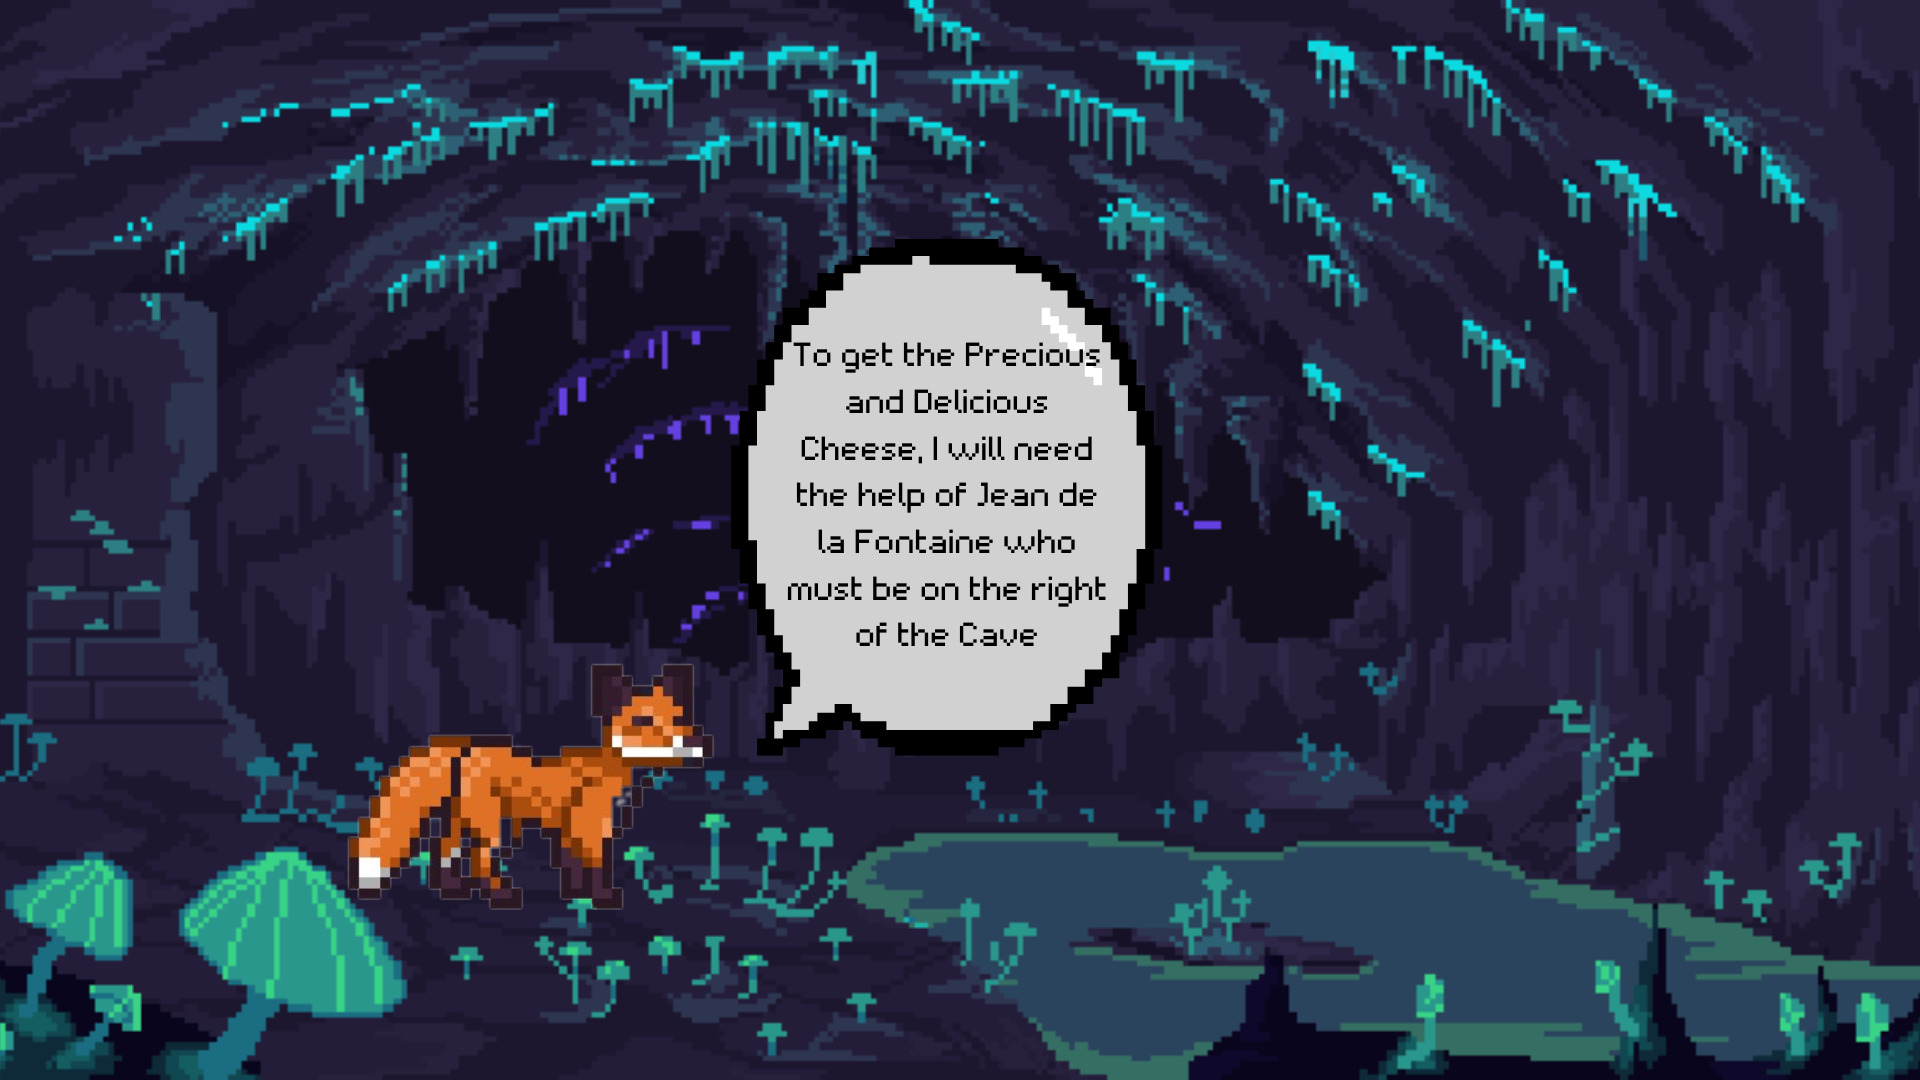 To get the Precious
and Delicious
Cheese, I will need
the help of Jean de
la Fontaine who
must be on the right
of the Cave